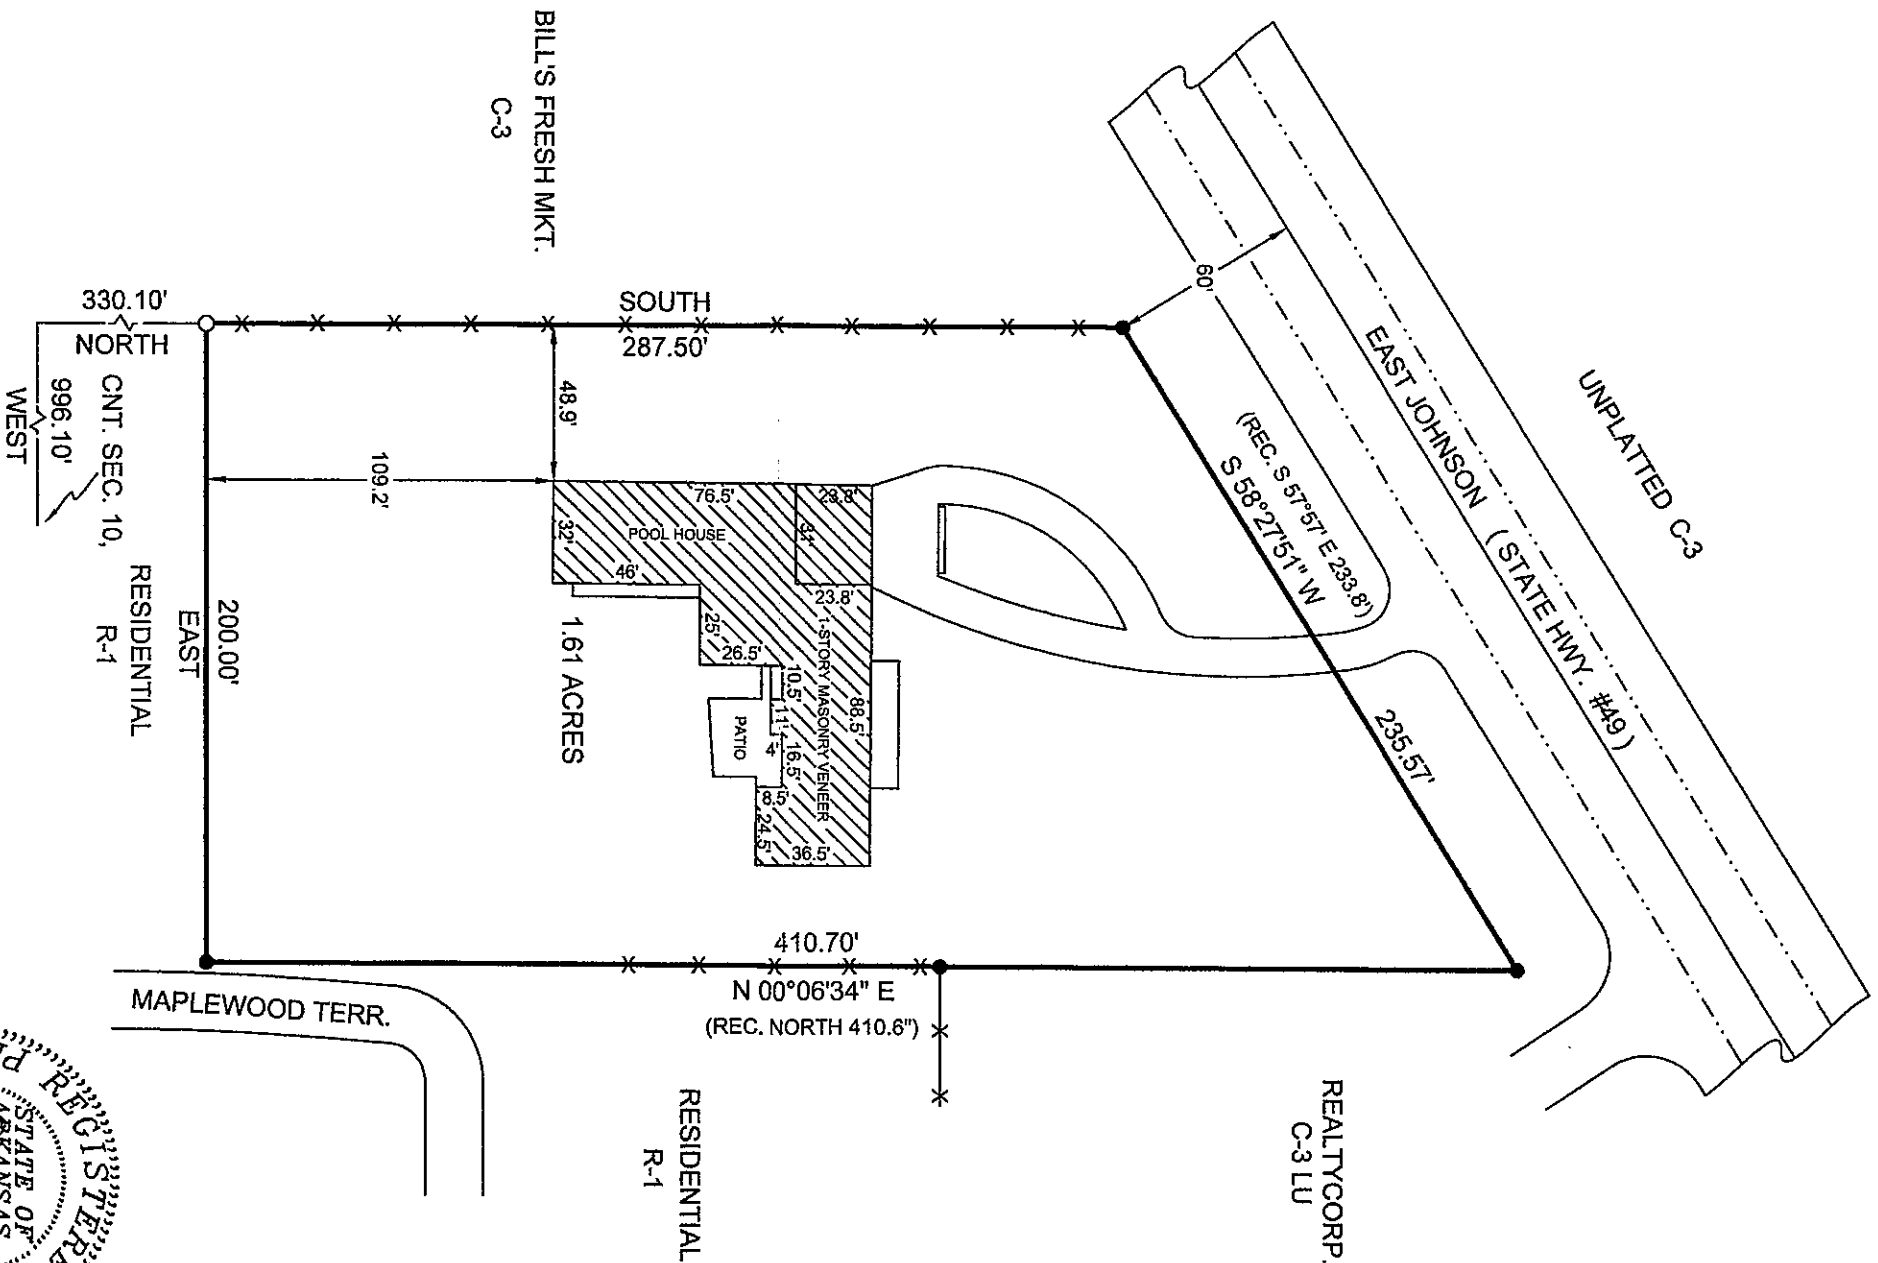 UNPLATTED C-3
EAST JOHNSON ( STATE HWY. #49 )
60'
(REC. S 57°57' E 233.8')
S 58°27'51" W
235.57'
BILL'S FRESH MKT.
C-3
SOUTH
287.50'
330.10'
NORTH
CNT. SEC. 10,
996.10'
WEST
48.9'
109.2'
76.5'
23.8'
31'
32'
POOL HOUSE
46'
23.8'
25'
26.5'
1-STORY MASONRY VENEER
88.5'
10.5'
11'
4'
16.5'
8.5'
24.5'
36.5'
PATIO
1.61 ACRES
200.00'
EAST
RESIDENTIAL
R-1
410.70'
N 00°06'34" E
(REC. NORTH 410.6")
MAPLEWOOD TERR.
RESIDENTIAL
R-1
REALTYCORP.
C-3 LU
REGISTERE
STATE OF
ARKANSAS